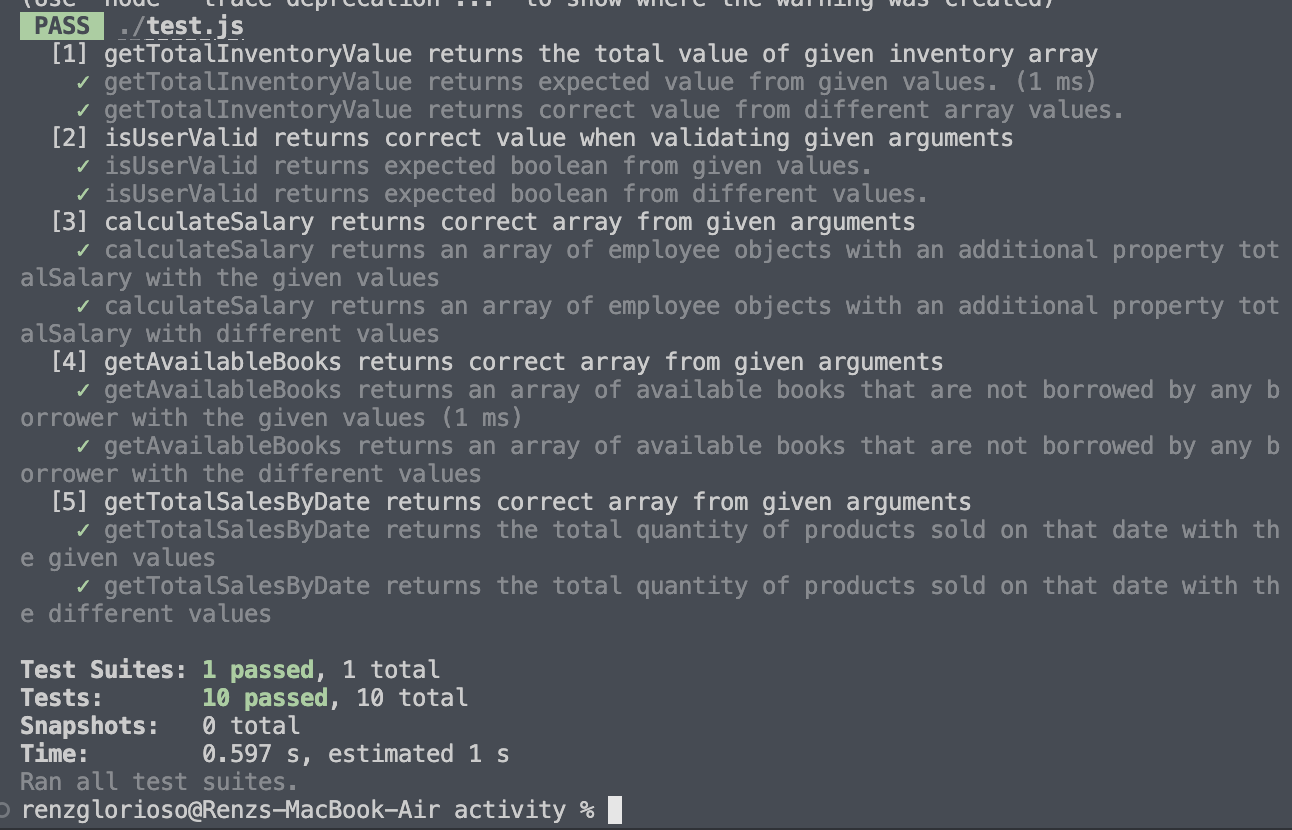 (Use `node --trace-deprecation ...` to show where the warning was created)
PASS ./test.js
[1] getTotalInventoryValue returns the total value of given inventory array
✓ getTotalInventoryValue returns expected value from given values. (1 ms)
✓ getTotalInventoryValue returns correct value from different array values.
[2] isUserValid returns correct value when validating given arguments
✓ isUserValid returns expected boolean from given values.
✓ isUserValid returns expected boolean from different values.
[3] calculateSalary returns correct array from given arguments
✓ calculateSalary returns an array of employee objects with an additional property tot
alSalary with the given values
✓ calculateSalary returns an array of employee objects with an additional property tot
alSalary with different values
[4] getAvailableBooks returns correct array from given arguments
✓ getAvailableBooks returns an array of available books that are not borrowed by any b
orrower with the given values (1 ms)
✓ getAvailableBooks returns an array of available books that are not borrowed by any b
orrower with the different values
[5] getTotalSalesByDate returns correct array from given arguments
✓ getTotalSalesByDate returns the total quantity of products sold on that date with th
e given values
✓ getTotalSalesByDate returns the total quantity of products sold on that date with th
e different values
Test Suites: 1 passed, 1 total
Tests: 10 passed, 10 total
Snapshots: 0 total
Time: 0.597 s, estimated 1 s
Ran all test suites.
renzglorioso@Renzs-MacBook-Air activity %